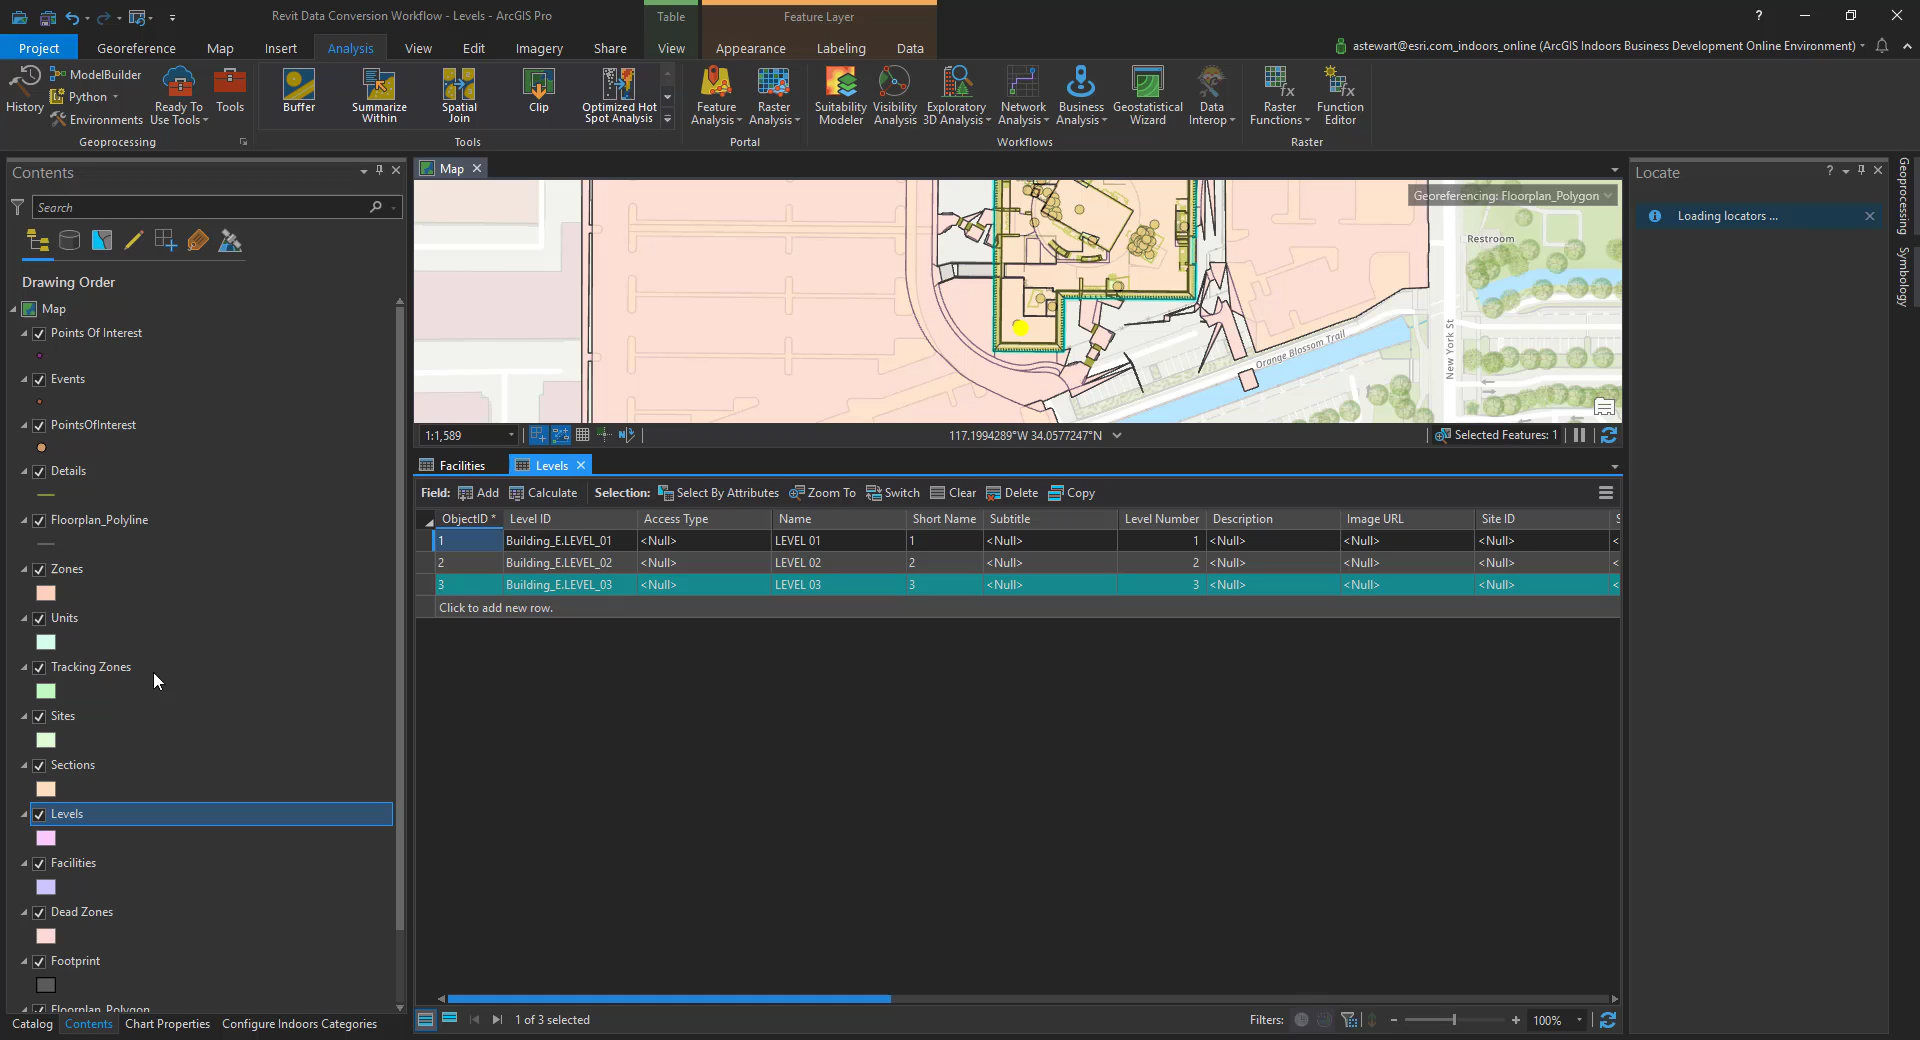 Revit Data Conversion Workflow - Levels - ArcGIS Pro
Table
Feature Layer
?
Project
Georeference
Map
Insert
Analysis
View
Edit
Imagery
Share
View
Appearance
Labeling
Data
astewart@esri.com_indoors_online (ArcGIS Indoors Business Development Online Environment)
History
ModelBuilder
Python
Environments
Ready To
Use Tools
Tools
Buffer
Summarize
Within
Spatial
Join
Clip
Optimized Hot
Spot Analysis
Feature
Analysis
Raster
Analysis
Suitability
Modeler
Visibility
Analysis
Exploratory
3D Analysis
Network
Analysis
Business
Analysis
Geostatistical
Wizard
Data
Interop
Raster
Functions
Function
Editor
Geoprocessing
Tools
Portal
Workflows
Raster
Contents
Search
Drawing Order
Map
Points Of Interest
Events
PointsOfInterest
Details
Floorplan_Polyline
Zones
Units
Tracking Zones
Sites
Sections
Levels
Facilities
Dead Zones
Footprint
Floorplan_Polygon
Catalog
Contents
Chart Properties
Configure Indoors Categories
Map
Georeferencing: Floorplan_Polygon
Restroom
New York St
Orange Blossom Trail
1:1,589
117.1994289°W 34.0577247°N
Selected Features: 1
Facilities
Levels
Field:
Add
Calculate
Selection:
Select By Attributes
Zoom To
Switch
Clear
Delete
Copy
ObjectID * Level ID Access Type Name Short Name Subtitle Level Number Description Image URL Site ID S
1 Building_E.LEVEL_01 <Null> LEVEL 01 1 <Null> 1 <Null> <Null> <Null> <
2 Building_E.LEVEL_02 <Null> LEVEL 02 2 <Null> 2 <Null> <Null> <Null> <
3 Building_E.LEVEL_03 <Null> LEVEL 03 3 <Null> 3 <Null> <Null> <Null> <
Click to add new row.
1 of 3 selected
Filters:
100%
Locate
?
Loading locators ...
Geoprocessing
Symbology